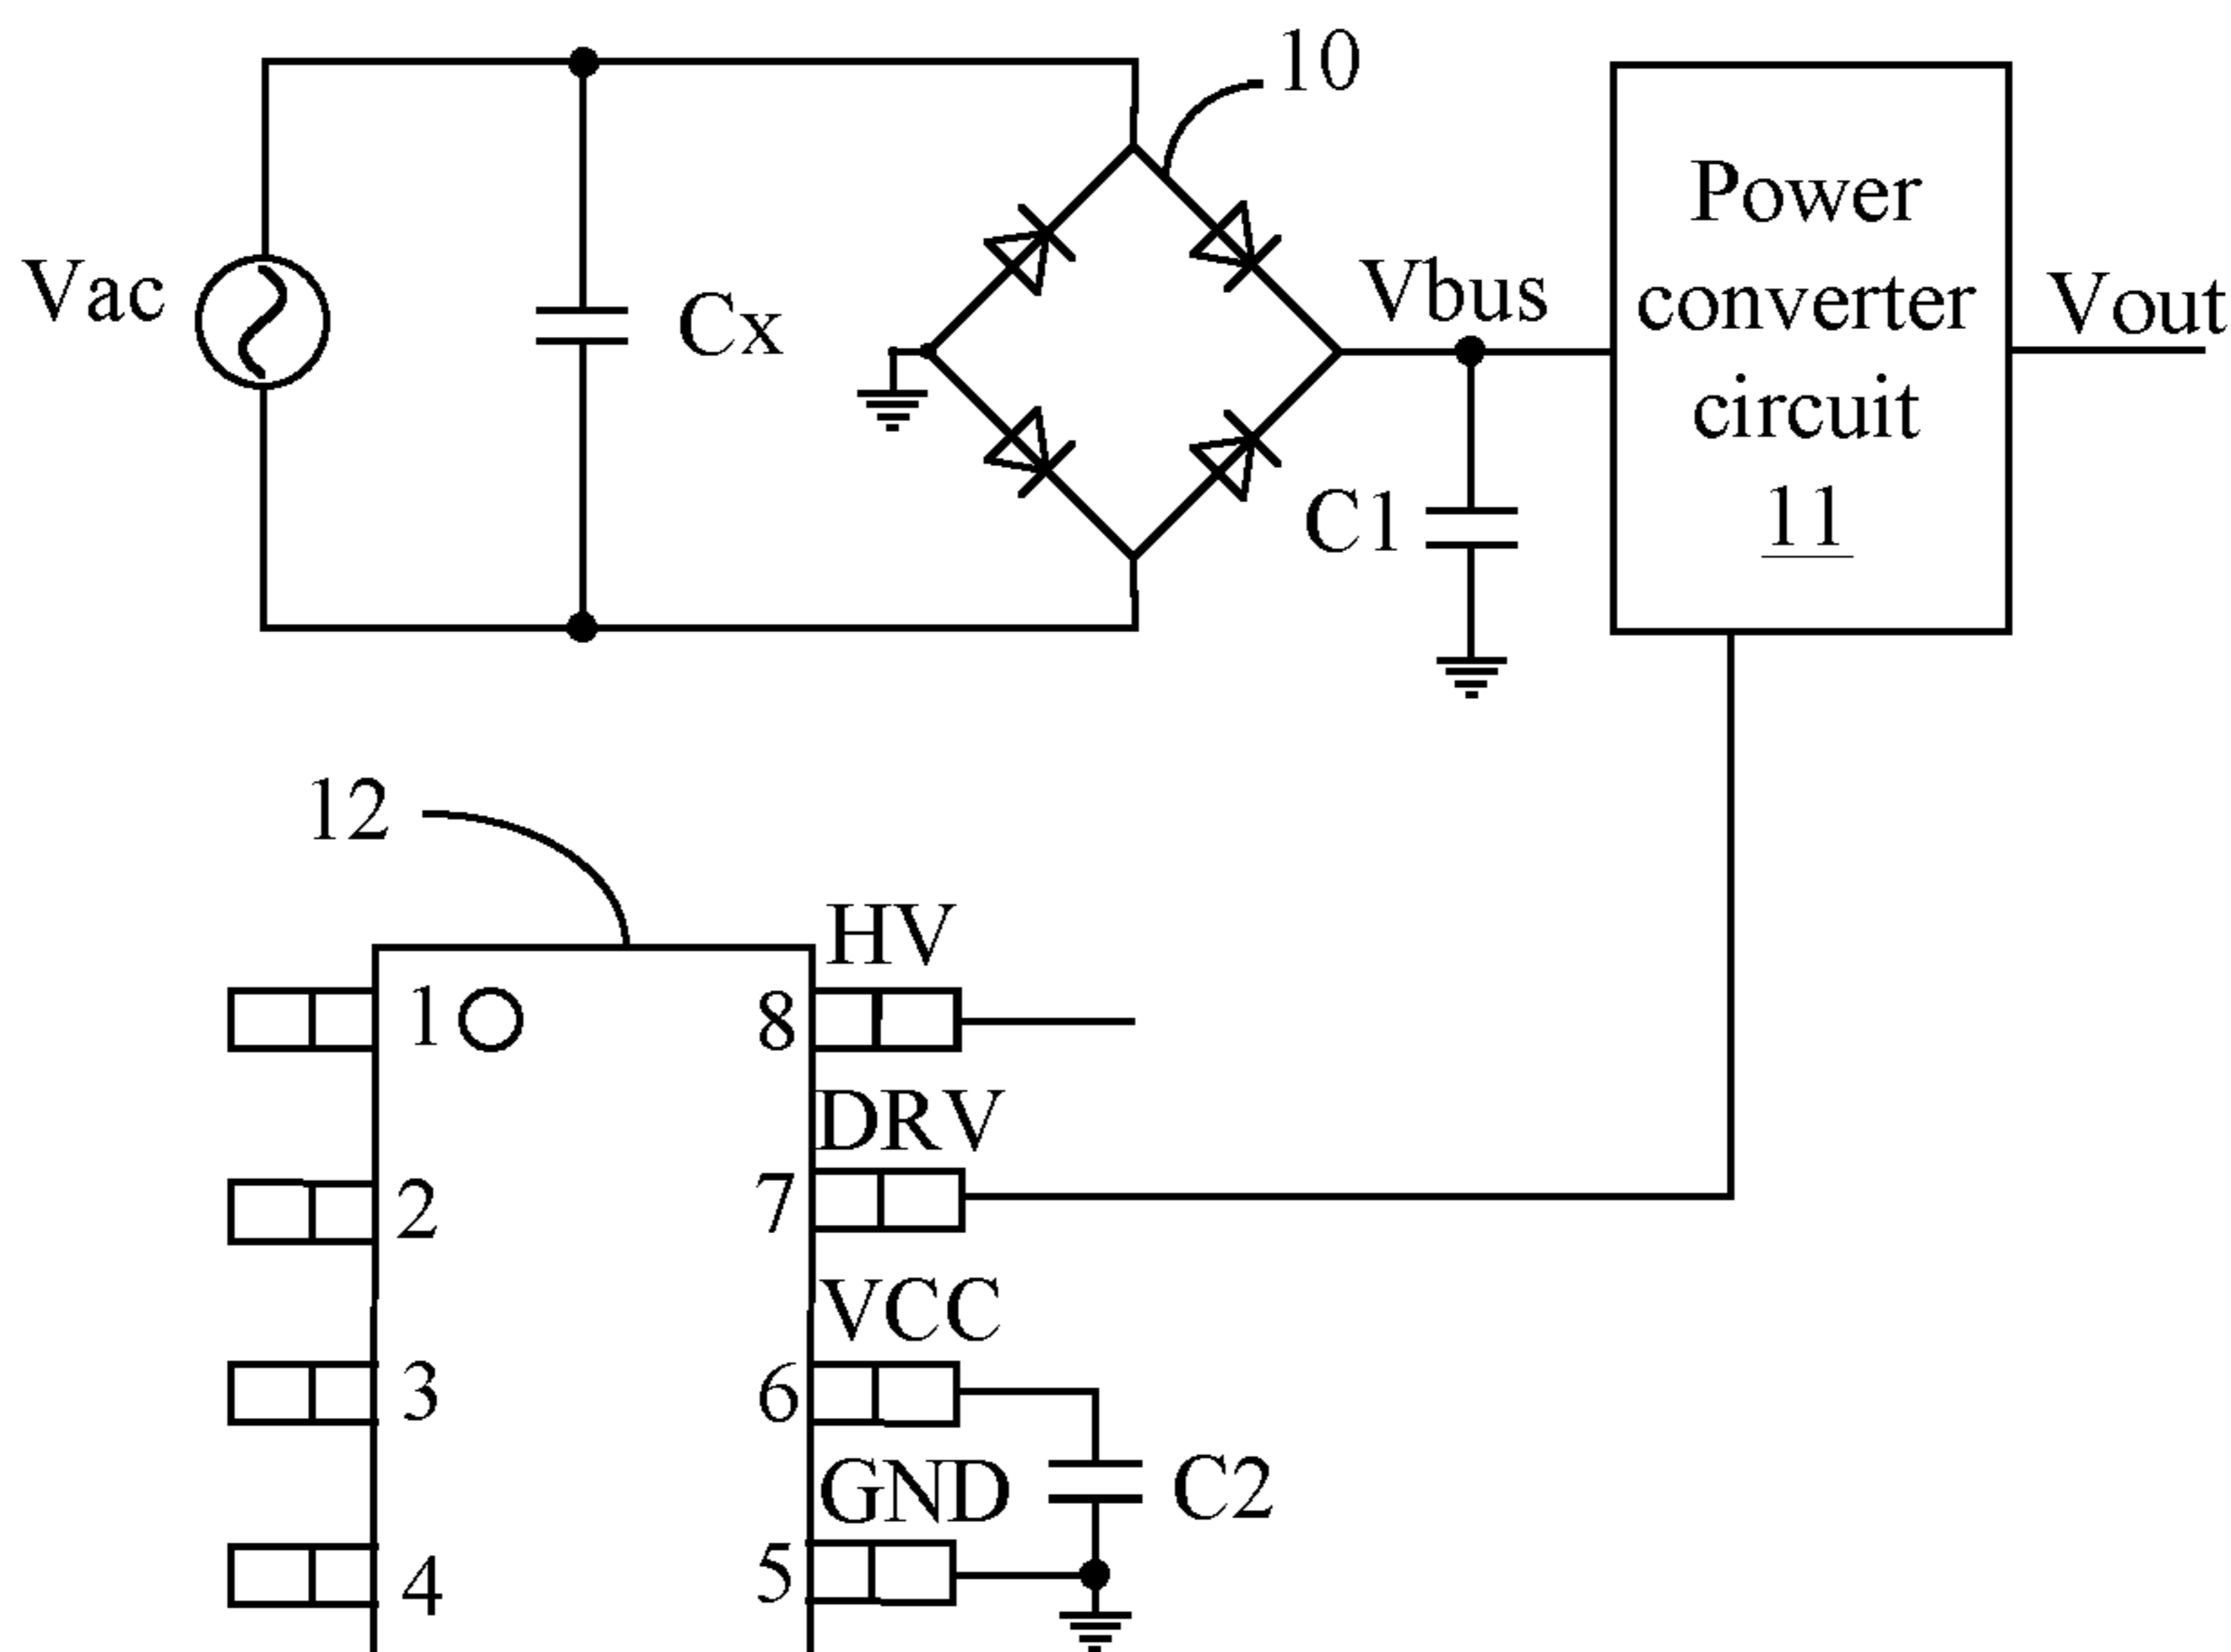 10
Vac
Cx
Vbus
C1
Power
converter
circuit
11
Vout
12
HV
1
8
DRV
2
7
VCC
3
6
GND
C2
4
5